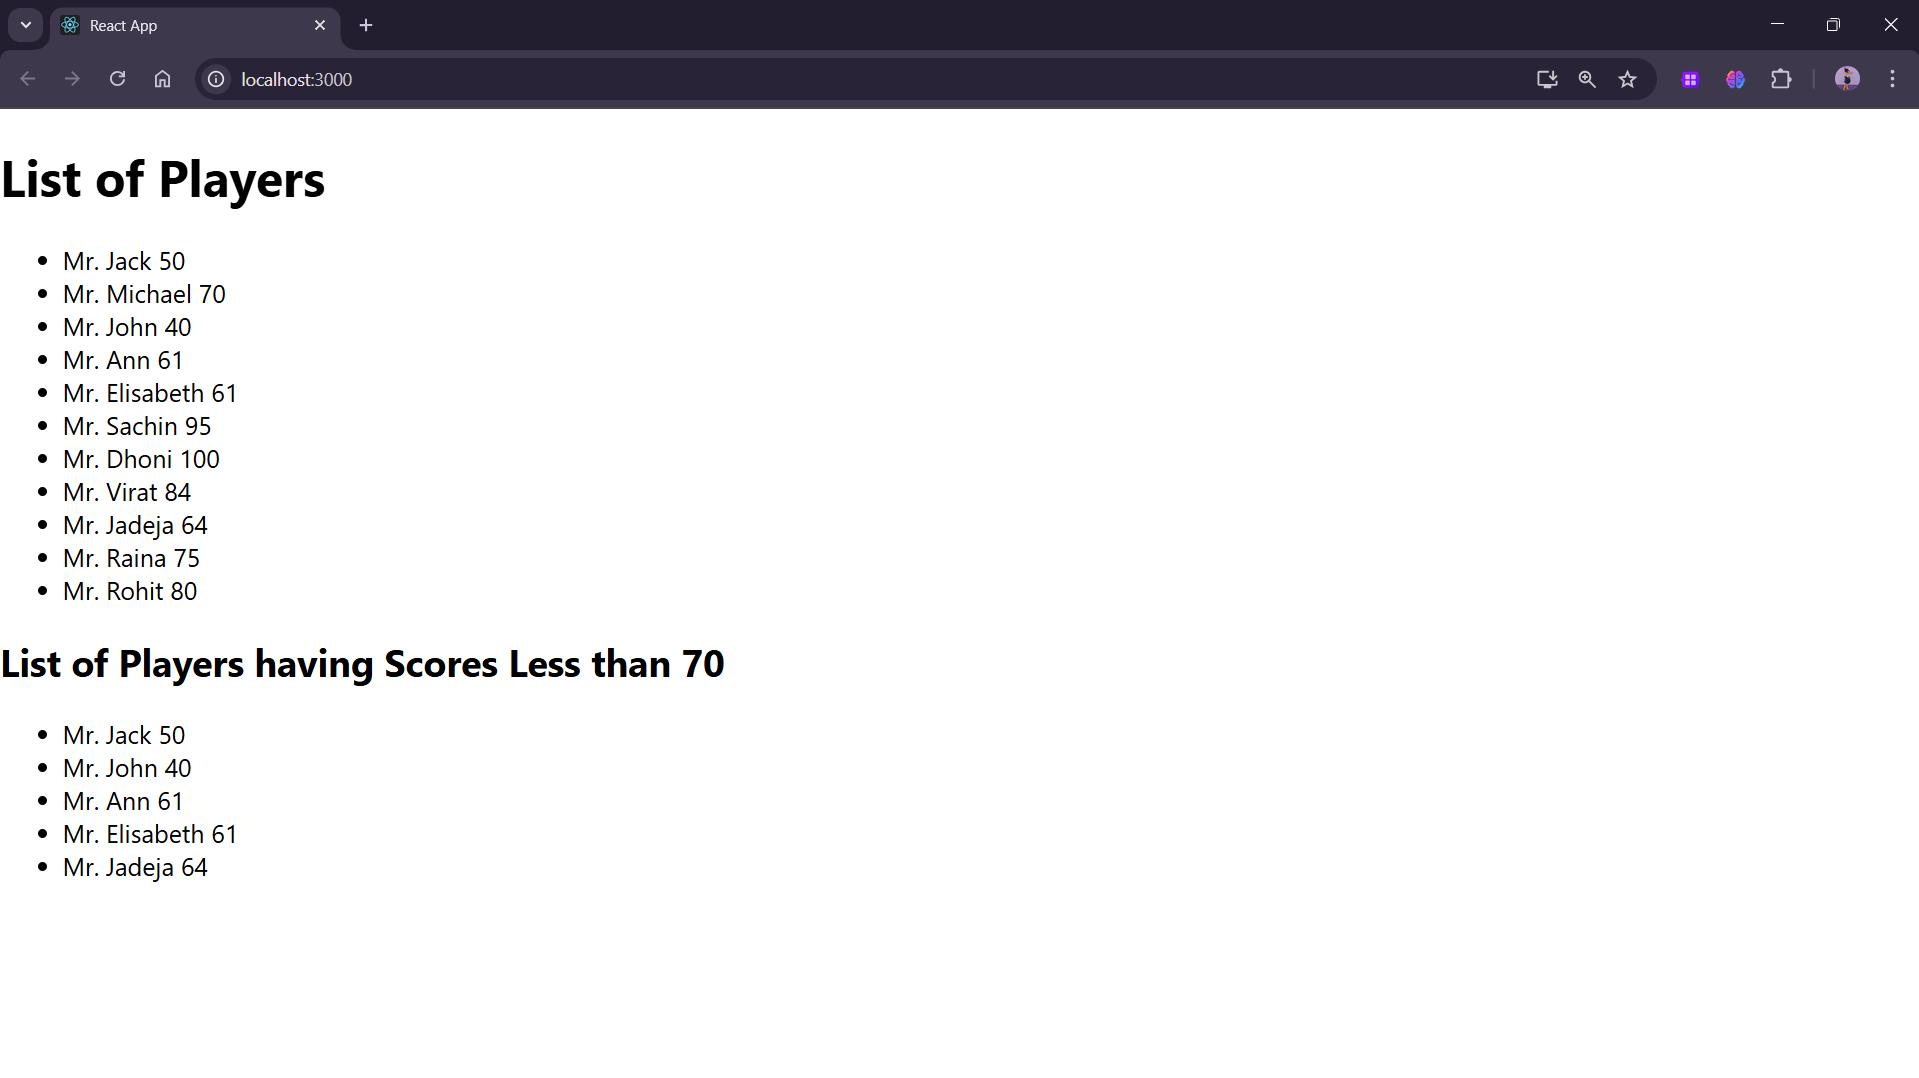 React App
localhost:3000
List of Players
Mr. Jack 50
Mr. Michael 70
Mr. John 40
Mr. Ann 61
Mr. Elisabeth 61
Mr. Sachin 95
Mr. Dhoni 100
Mr. Virat 84
Mr. Jadeja 64
Mr. Raina 75
Mr. Rohit 80
List of Players having Scores Less than 70
Mr. Jack 50
Mr. John 40
Mr. Ann 61
Mr. Elisabeth 61
Mr. Jadeja 64